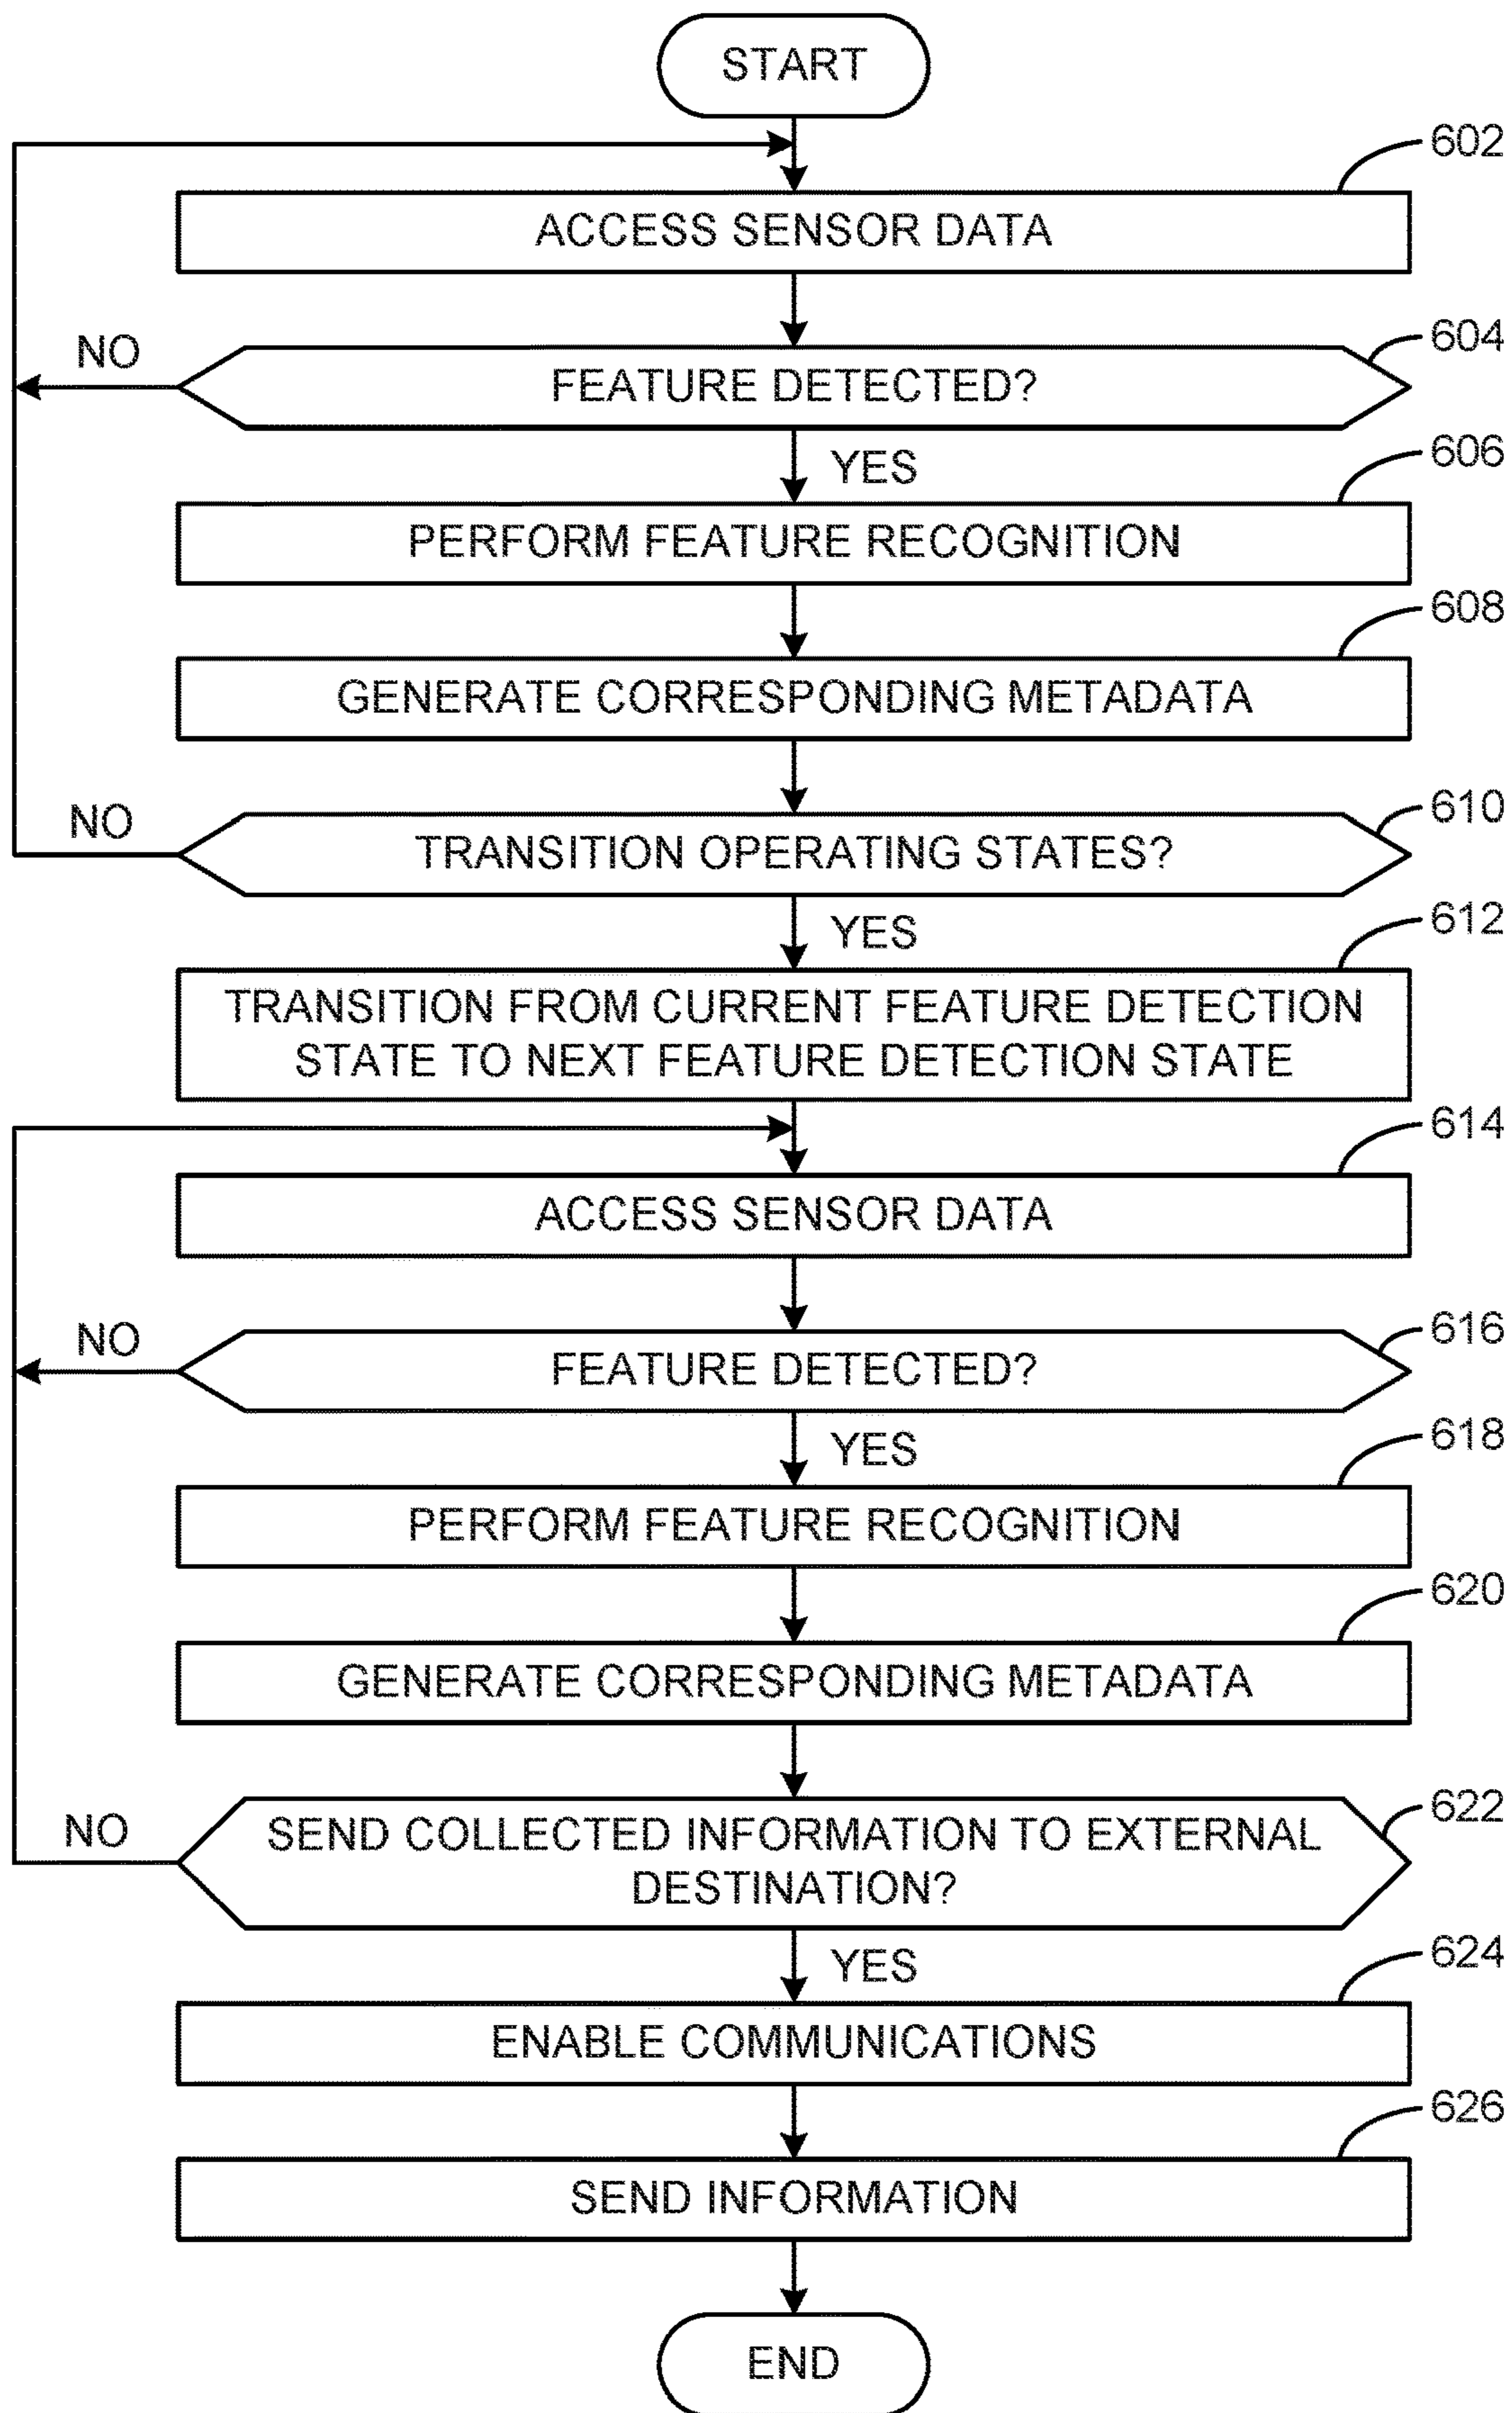 START
602
ACCESS SENSOR DATA
604
NO
FEATURE DETECTED?
YES
606
PERFORM FEATURE RECOGNITION
608
GENERATE CORRESPONDING METADATA
610
NO
TRANSITION OPERATING STATES?
YES
612
TRANSITION FROM CURRENT FEATURE DETECTION
STATE TO NEXT FEATURE DETECTION STATE
614
ACCESS SENSOR DATA
616
NO
FEATURE DETECTED?
YES
618
PERFORM FEATURE RECOGNITION
620
GENERATE CORRESPONDING METADATA
622
NO
SEND COLLECTED INFORMATION TO EXTERNAL
DESTINATION?
YES
624
ENABLE COMMUNICATIONS
626
SEND INFORMATION
END